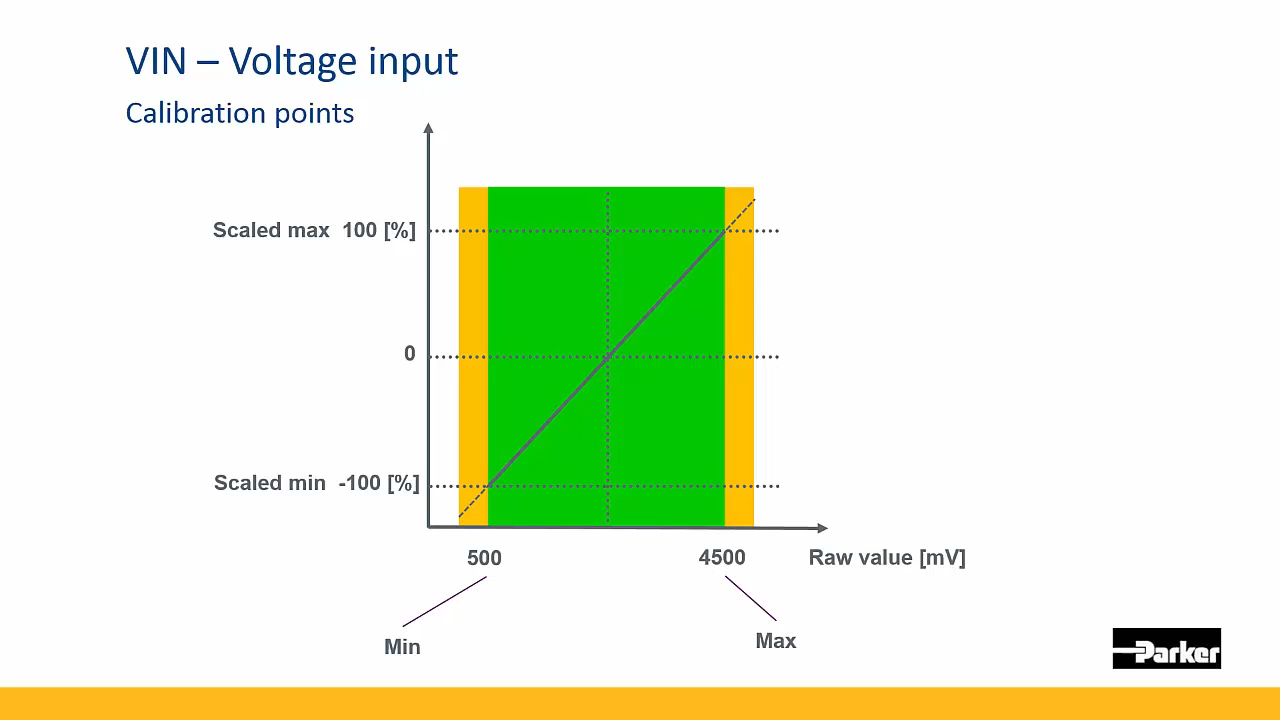 VIN – Voltage input
Calibration points
Scaled max 100 [%]
0
Scaled min -100 [%]
500
4500
Raw value [mV]
Min
Max
Parker